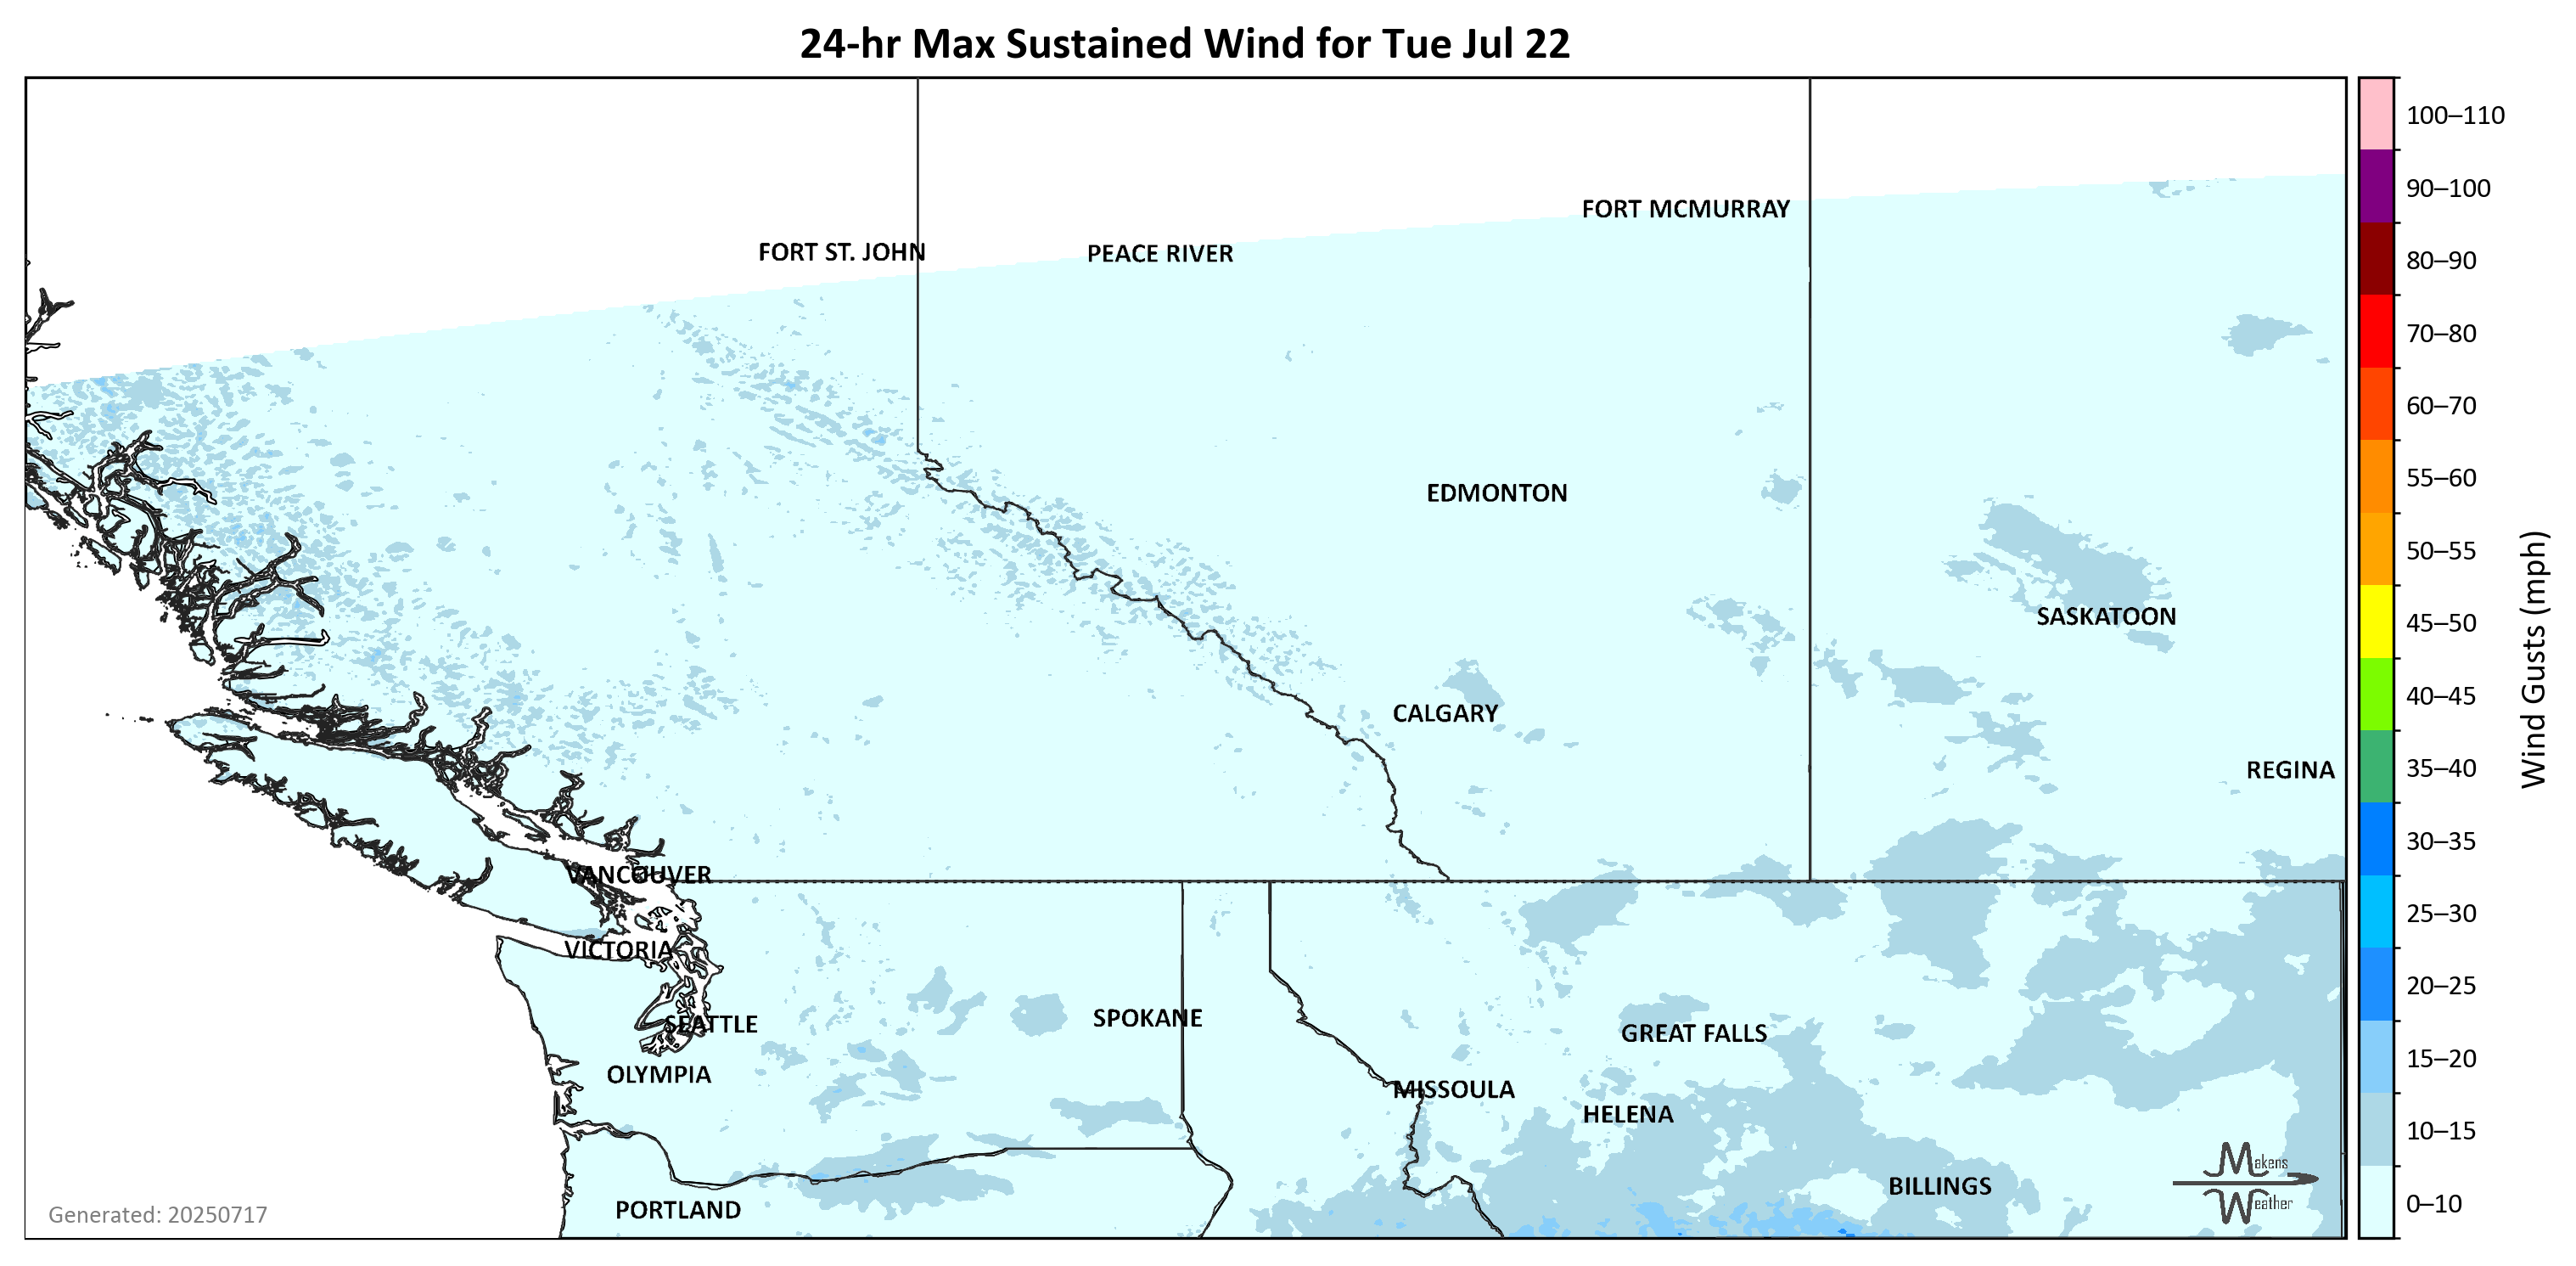 24-hr Max Sustained Wind for Tue Jul 22
FORT MCMURRAY
FORT ST. JOHN
PEACE RIVER
EDMONTON
SASKATOON
CALGARY
REGINA
VANCOUVER
VICTORIA
SEATTLE
SPOKANE
GREAT FALLS
OLYMPIA
MISSOULA
HELENA
BILLINGS
PORTLAND
Makens
Weather
Generated: 20250717
100–110
90–100
80–90
70–80
60–70
55–60
50–55
45–50
40–45
35–40
30–35
25–30
20–25
15–20
10–15
0–10
Wind Gusts (mph)